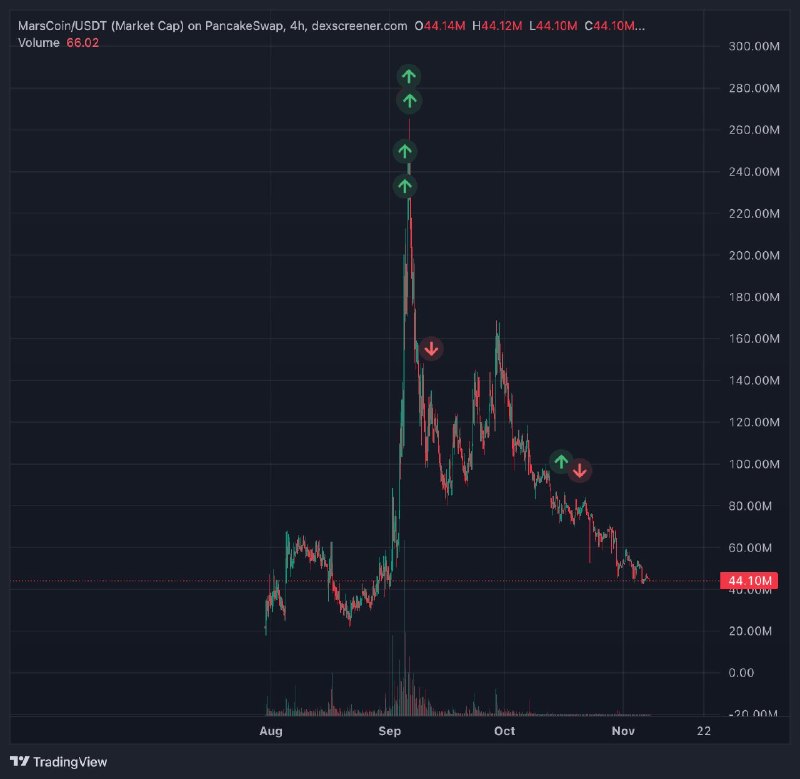 MarsCoin/USDT (Market Cap) on PancakeSwap, 4h, dexscreener.com O44.14M H44.12M L44.10M C44.10M...
Volume 66.02
300.00M
280.00M
260.00M
240.00M
220.00M
200.00M
180.00M
160.00M
140.00M
120.00M
100.00M
80.00M
60.00M
44.10M
40.00M
20.00M
0.00
-20.00M
Aug Sep Oct Nov 22
TradingView